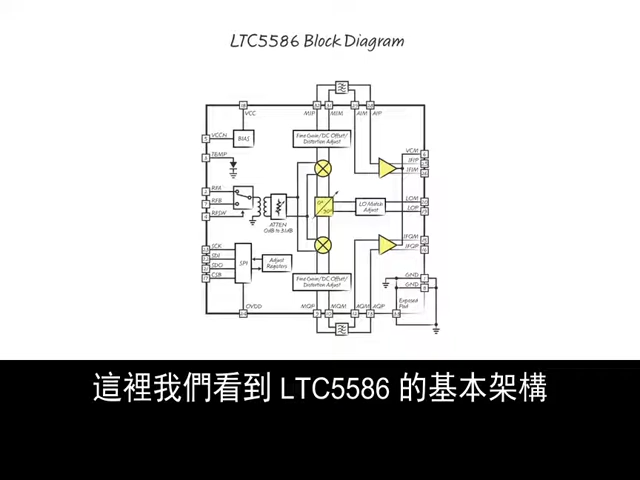 LTC5586 Block Diagram
MIP MIM AIM AIP
VCC
VCCH
BIAS
Fine Gain/DC Offset/
Distortion Adjust
VCM
TEMP
IFIP
IFIM
RFA
RFB
RFSW
ATTEN
0dB to 31dB
0°
90°
LO Match
Adjust
LOM
LOP
IFQM
IFQP
SCK
SDI
SDO
CSB
SPI
Adjust
Registers
Fine Gain/DC Offset/
Distortion Adjust
GND
GND
Exposed
Pad
OVDD
MQP MQM AQM AQP
這裡我們看到 LTC5586 的基本架構